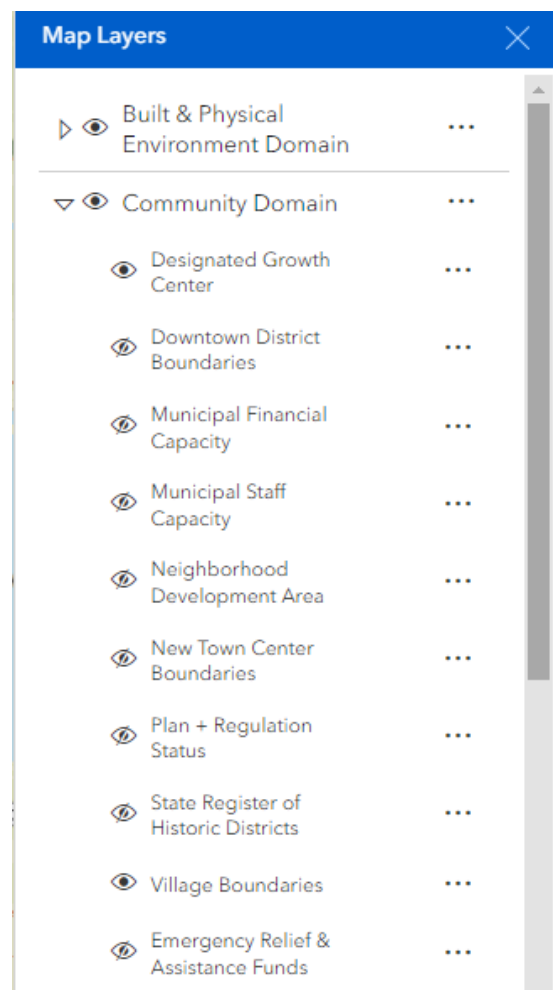 Map Layers
Built & Physical
Environment Domain
Community Domain
Designated Growth
Center
Downtown District
Boundaries
Municipal Financial
Capacity
Municipal Staff
Capacity
Neighborhood
Development Area
New Town Center
Boundaries
Plan + Regulation
Status
State Register of
Historic Districts
Village Boundaries
Emergency Relief &
Assistance Funds